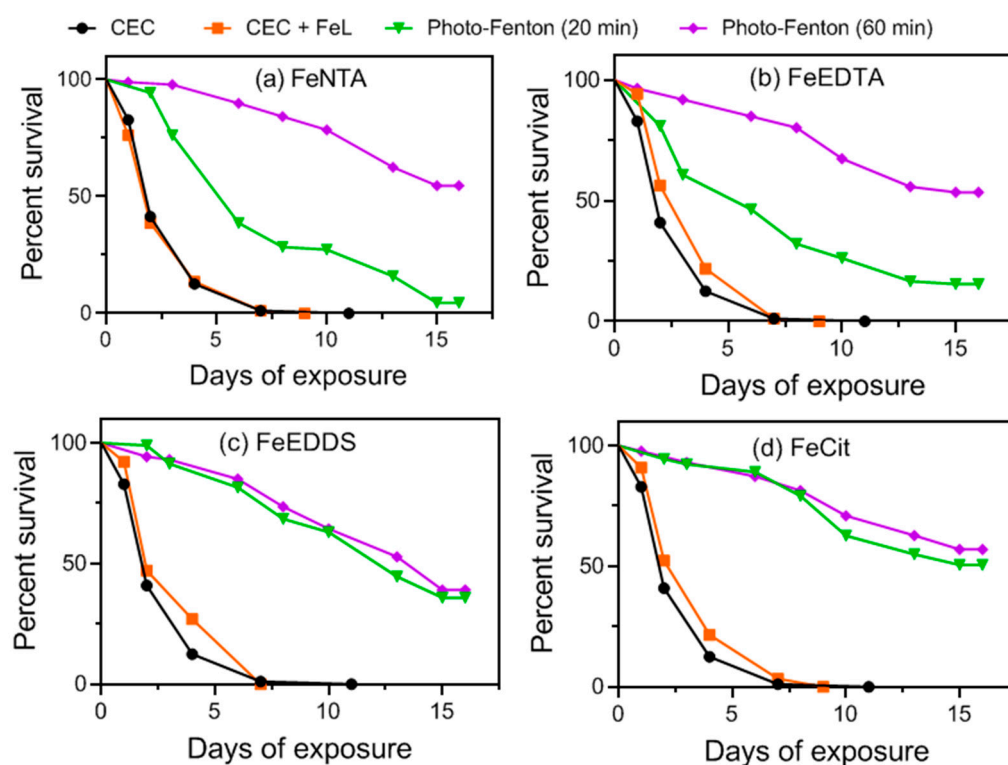 CEC CEC + FeL Photo-Fenton (20 min) Photo-Fenton (60 min)
(a) FeNTA
Percent survival
100
50
0
0 5 10 15
Days of exposure
(b) FeEDTA
Percent survival
100
50
0
0 5 10 15
Days of exposure
(c) FeEDDS
Percent survival
100
50
0
0 5 10 15
Days of exposure
(d) FeCit
Percent survival
100
50
0
0 5 10 15
Days of exposure